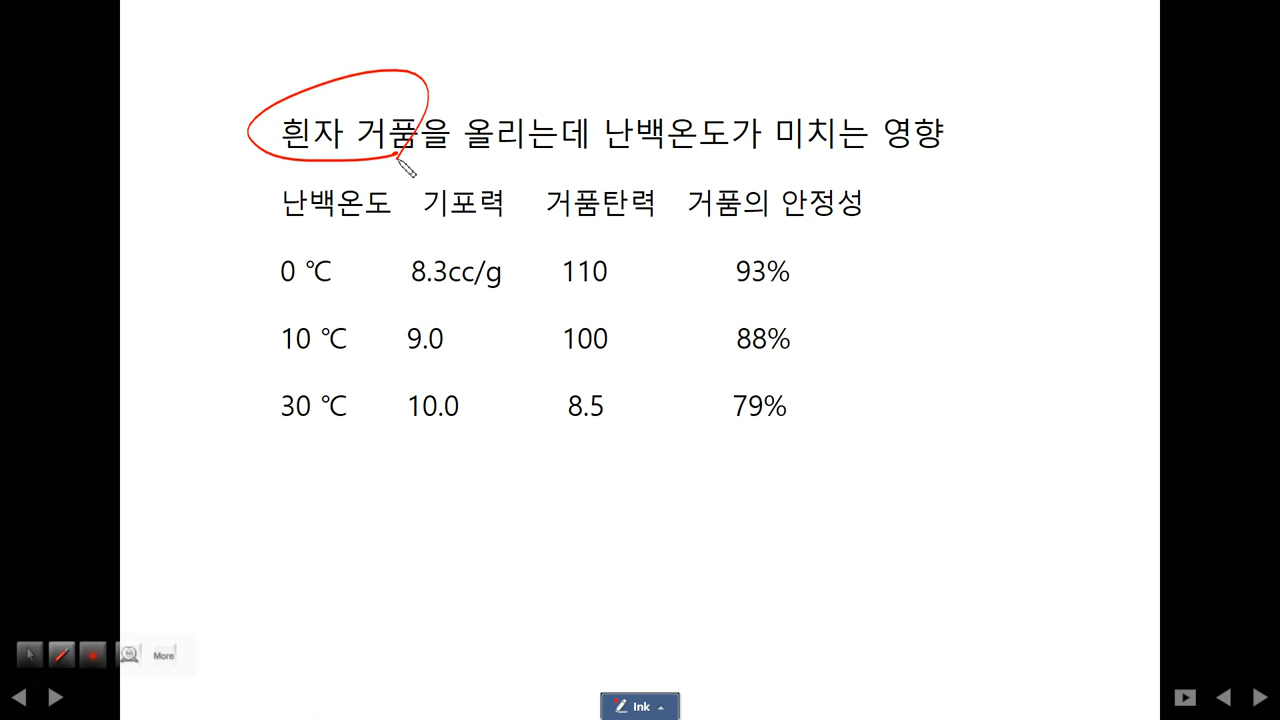 흰자 거품을 올리는데 난백온도가 미치는 영향
난백온도 기포력 거품탄력 거품의 안정성
0 ℃ 8.3cc/g 110 93%
10 ℃ 9.0 100 88%
30 ℃ 10.0 8.5 79%
More
Ink